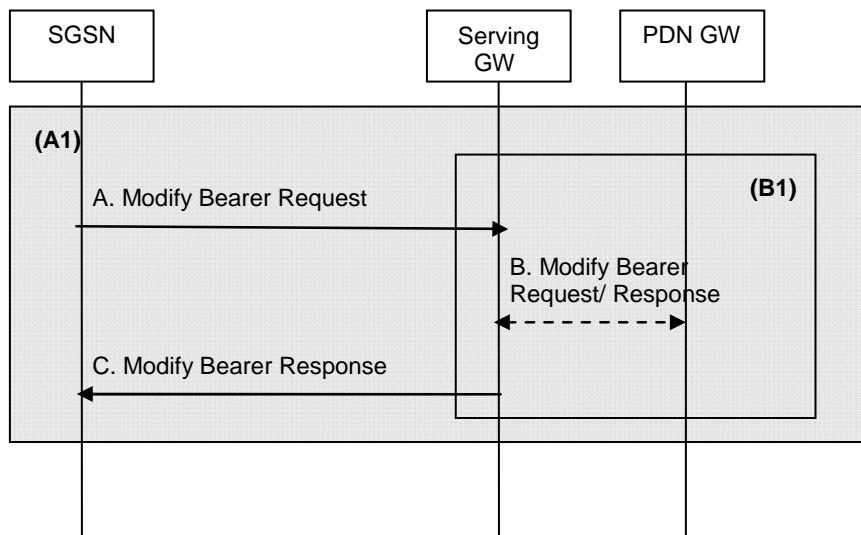 SGSN
Serving
GW
PDN GW
(A1)
(B1)
A. Modify Bearer Request
B. Modify Bearer
Request/ Response
C. Modify Bearer Response